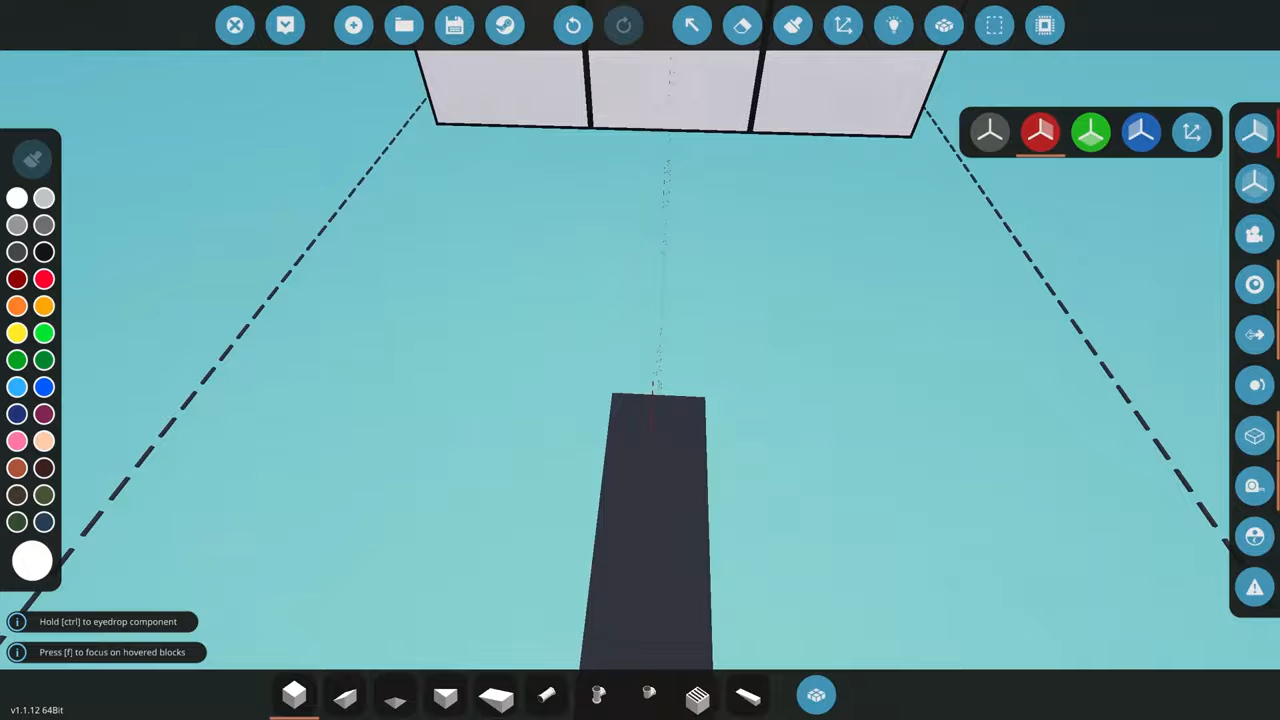 Hold [ctrl] to eyedrop component
Press [f] to focus on hovered blocks
v1.1.12 64Bit